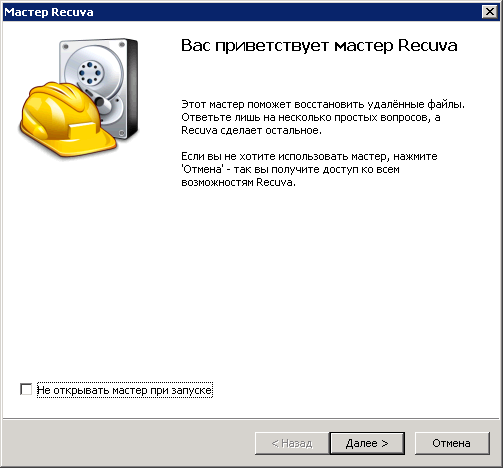 Мастер Recuva
Вас приветствует мастер Recuva
Этот мастер поможет восстановить удалённые файлы.
Ответьте лишь на несколько простых вопросов, а
Recuva сделает остальное.
Если вы не хотите использовать мастер, нажмите
'Отмена' - так вы получите доступ ко всем
возможностям Recuva.
Не открывать мастер при запуске
< Назад
Далее >
Отмена